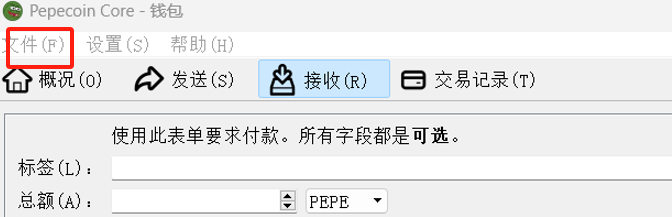 Pepecoin Core - 钱包
文件(F) 设置(S) 帮助(H)
概况(O) 发送(S) 接收(R) 交易记录(T)
使用此表单要求付款。所有字段都是可选。
标签(L):
总额(A): PEPE